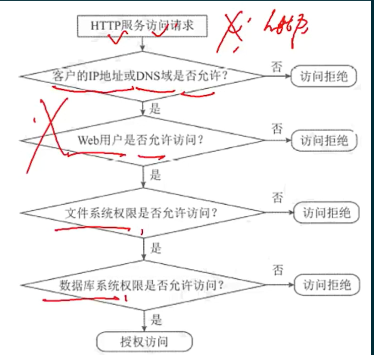 HTTP服务访问请求
客户的IP地址或DNS域是否允许？
否
访问拒绝
是
Web用户是否允许访问？
否
访问拒绝
是
文件系统权限是否允许访问？
否
访问拒绝
是
数据库系统权限是否允许访问？
否
访问拒绝
是
授权访问